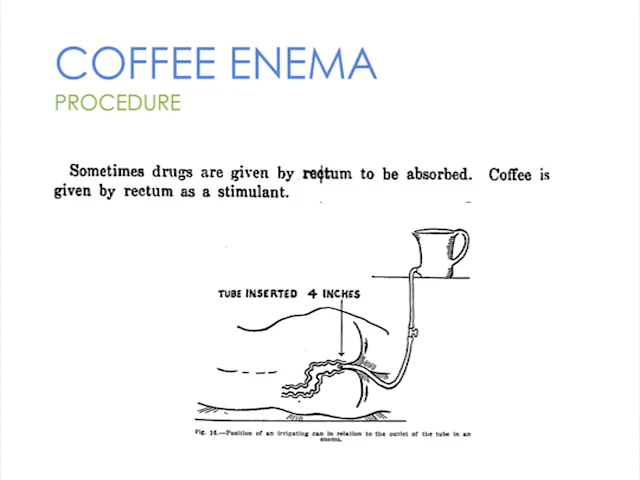 COFFEE ENEMA
PROCEDURE
Sometimes drugs are given by rectum to be absorbed. Coffee is
given by rectum as a stimulant.
TUBE INSERTED 4 INCHES
Fig. 14.—Position of an irrigating can in relation to the outlet of the tube in an
enema.